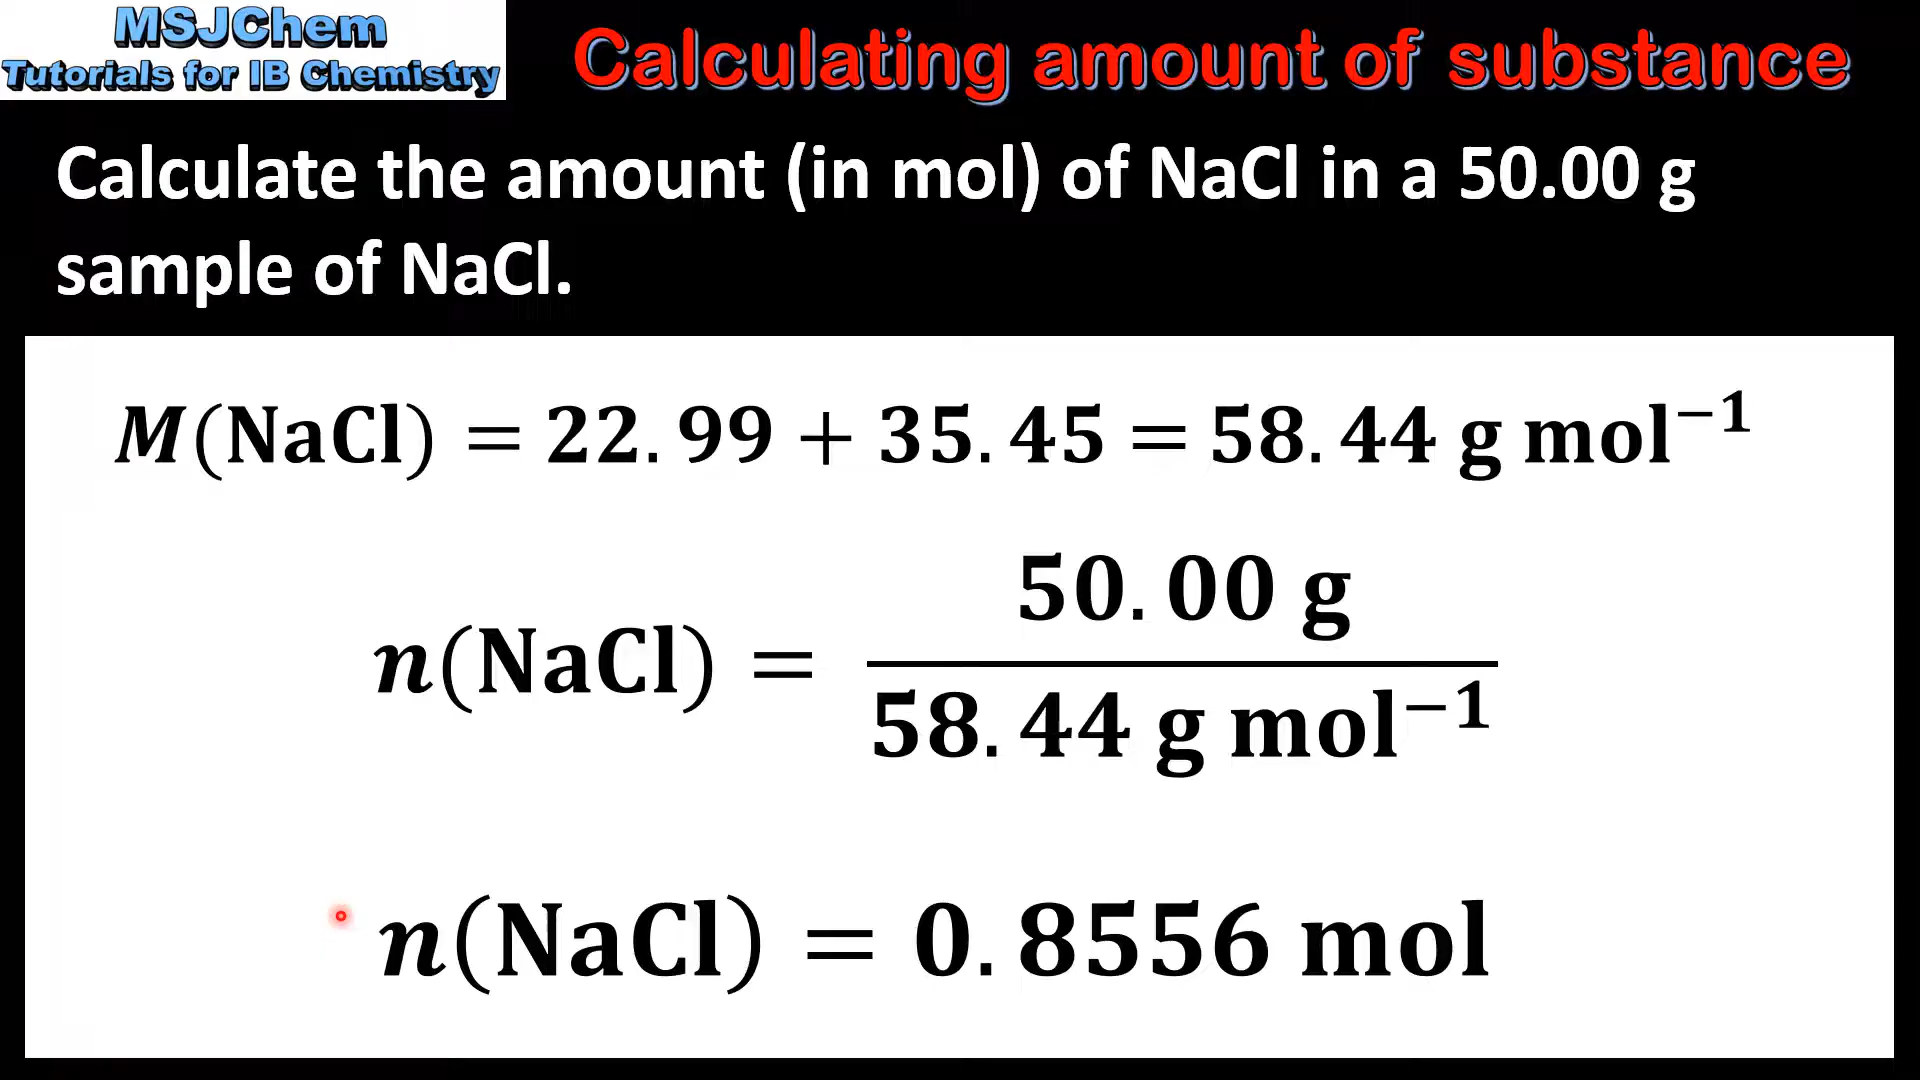 MSJChem
Tutorials for IB Chemistry
Calculating amount of substance
Calculate the amount (in mol) of NaCl in a 50.00 g
sample of NaCl.
M(NaCl) = 22.99 + 35.45 = 58.44 g mol⁻¹
50.00 g
n(NaCl) =
58.44 g mol⁻¹
n(NaCl) = 0.8556 mol